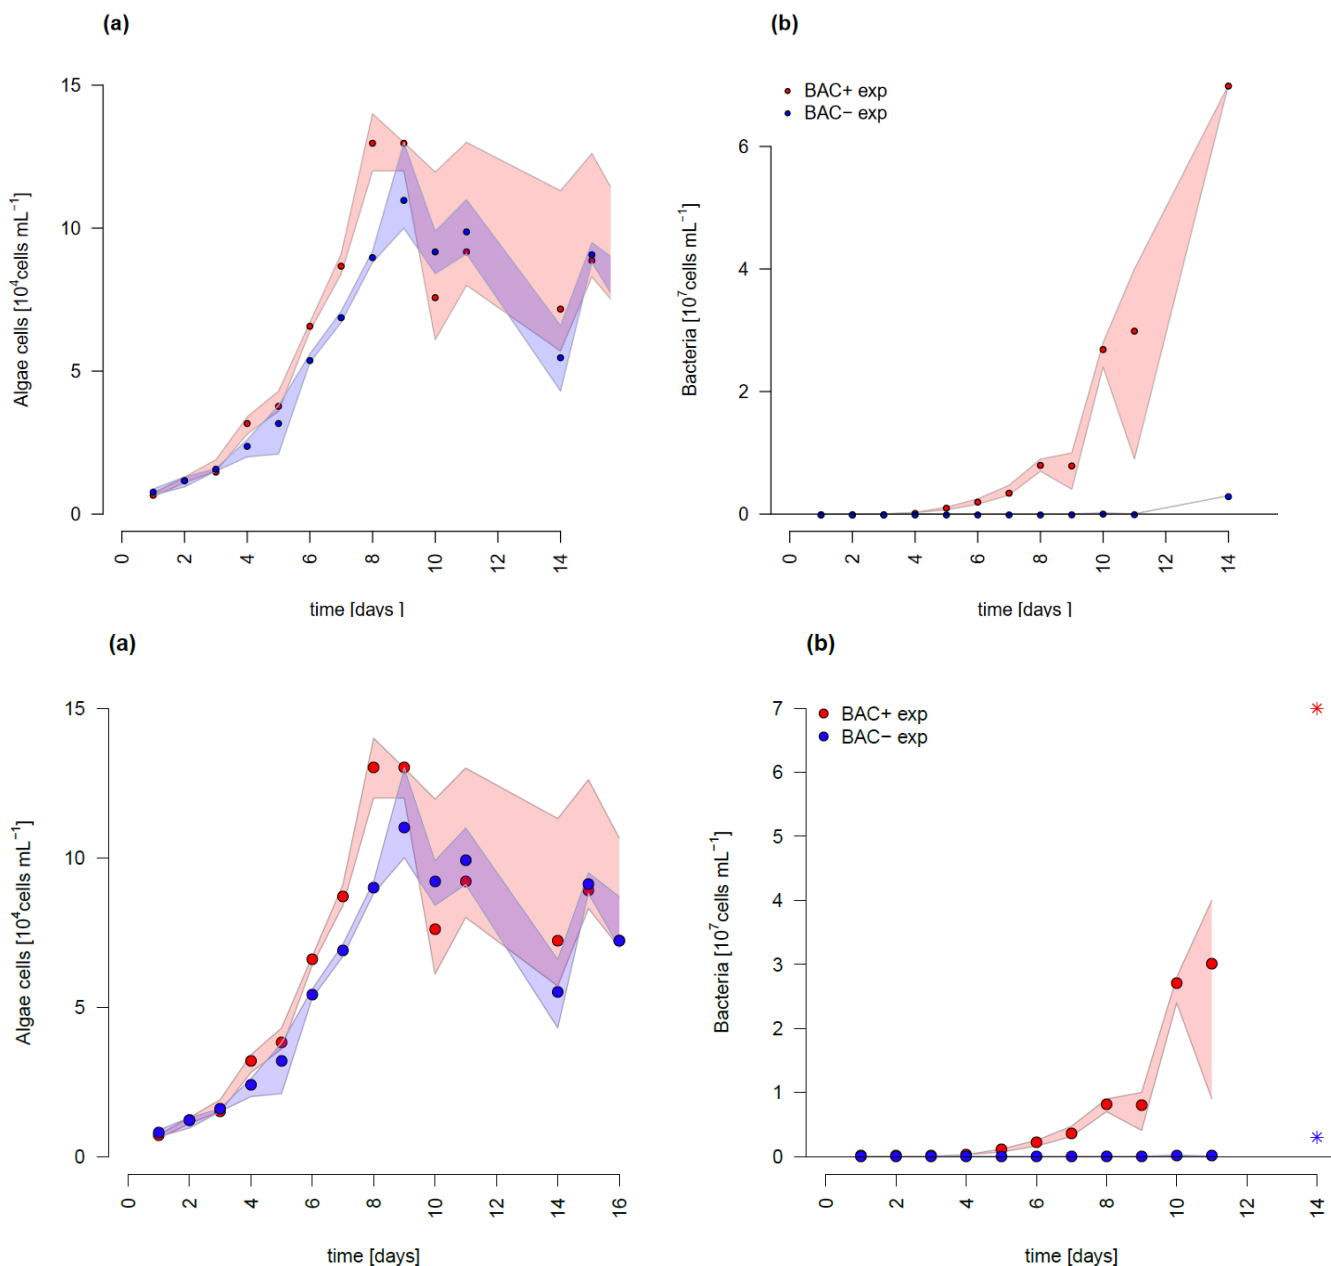 (a)
(b)
15
10
5
0
Algae cells [10⁴cells mL⁻¹]
0 2 4 6 8 10 12 14
time [days ]
BAC+ exp
BAC− exp
6
4
2
0
Bacteria [10⁷cells mL⁻¹]
0 2 4 6 8 10 12 14
time [days ]
(a)
(b)
15
10
5
0
Algae cells [10⁴cells mL⁻¹]
0 2 4 6 8 10 12 14 16
time [days]
BAC+ exp
BAC− exp
7
6
5
4
3
2
1
0
Bacteria [10⁷cells mL⁻¹]
0 2 4 6 8 10 12 14
time [days]